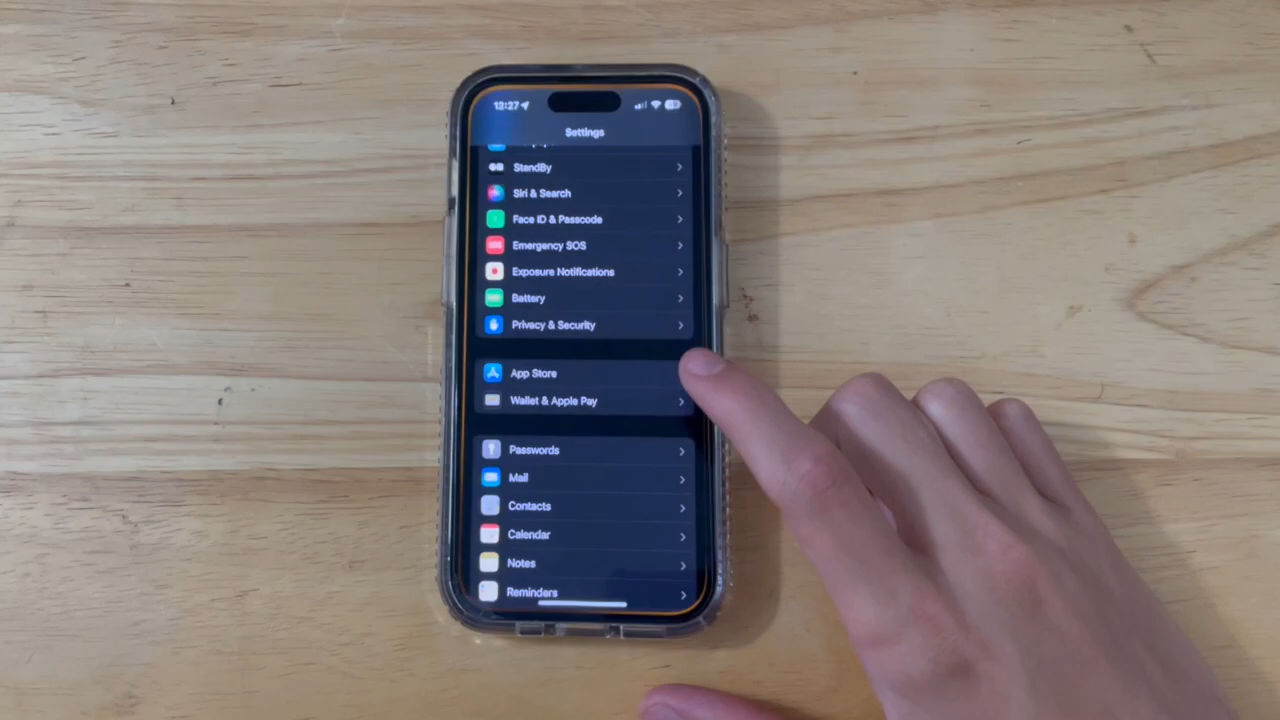 12:27
Settings
StandBy
Siri & Search
Face ID & Passcode
SOS
Emergency SOS
Exposure Notifications
Battery
Privacy & Security
App Store
Wallet & Apple Pay
Passwords
Mail
Contacts
Calendar
Notes
Reminders